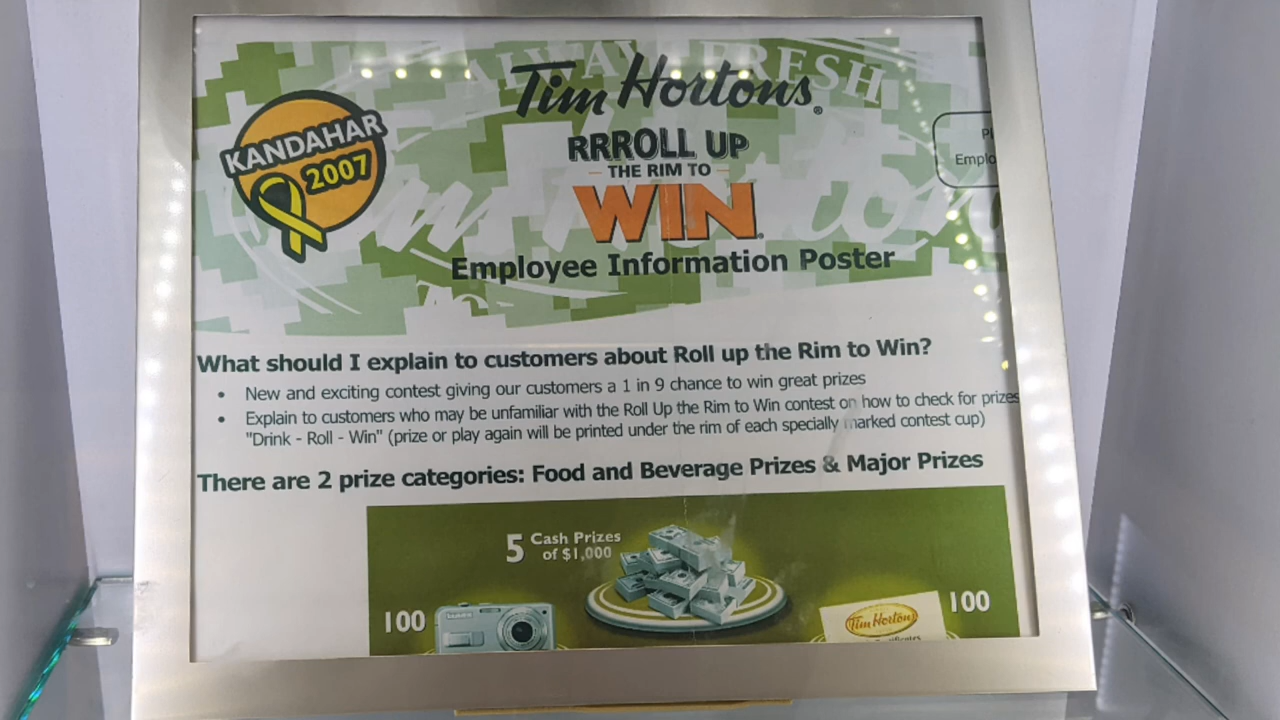 ALWAYS FRESH
Tim Hortons®
KANDAHAR
2007
RRROLL UP
THE RIM TO
WIN®
Employee Information Poster
What should I explain to customers about Roll up the Rim to Win?
• New and exciting contest giving our customers a 1 in 9 chance to win great prizes
• Explain to customers who may be unfamiliar with the Roll Up the Rim to Win contest on how to check for prizes
"Drink - Roll - Win" (prize or play again will be printed under the rim of each specially marked contest cup)
There are 2 prize categories: Food and Beverage Prizes & Major Prizes
5 Cash Prizes
of $1,000
100
100
Tim Hortons